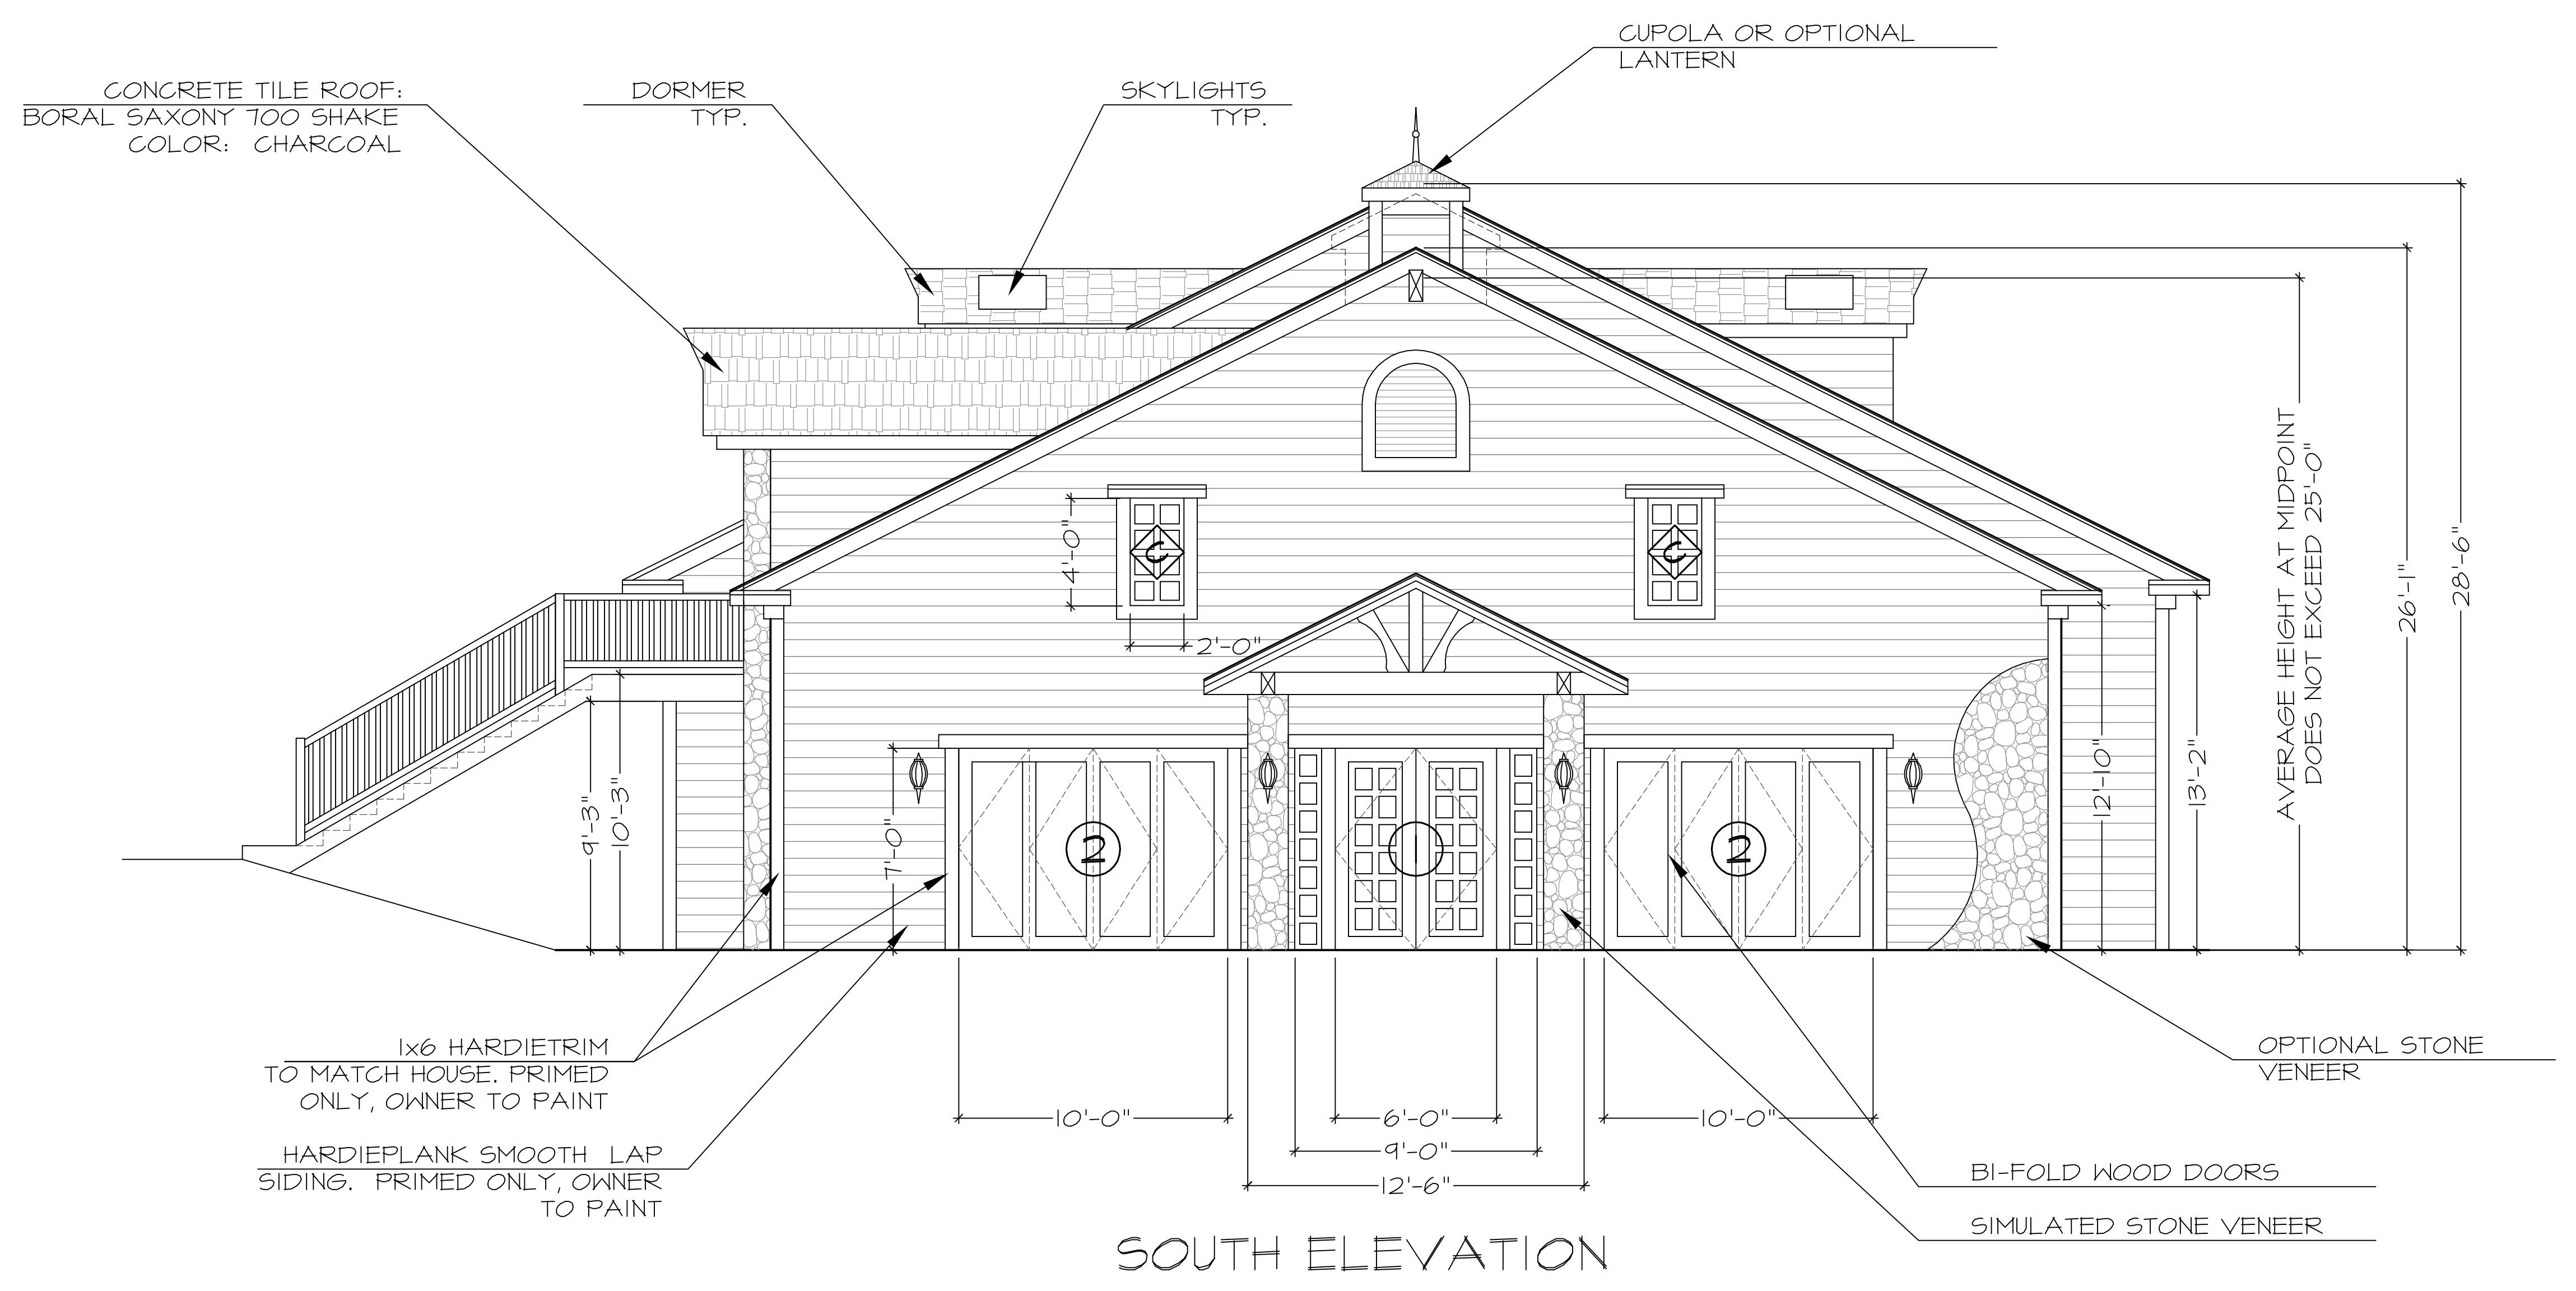 CUPOLA OR OPTIONAL
LANTERN
CONCRETE TILE ROOF:
BORAL SAXONY 700 SHAKE
COLOR: CHARCOAL
DORMER
TYP.
SKYLIGHTS
TYP.
C
C
4'-0"
2'-0"
AVERAGE HEIGHT AT MIDPOINT
DOES NOT EXCEED 25'-0"
26'-1"
28'-6"
9'-3"
10'-3"
7'-0"
2
1
2
12'-10"
13'-2"
1x6 HARDIETRIM
TO MATCH HOUSE. PRIMED
ONLY, OWNER TO PAINT
OPTIONAL STONE
VENEER
10'-0"
6'-0"
10'-0"
9'-0"
12'-6"
HARDIEPLANK SMOOTH LAP
SIDING. PRIMED ONLY, OWNER
TO PAINT
BI-FOLD WOOD DOORS
SIMULATED STONE VENEER
SOUTH ELEVATION